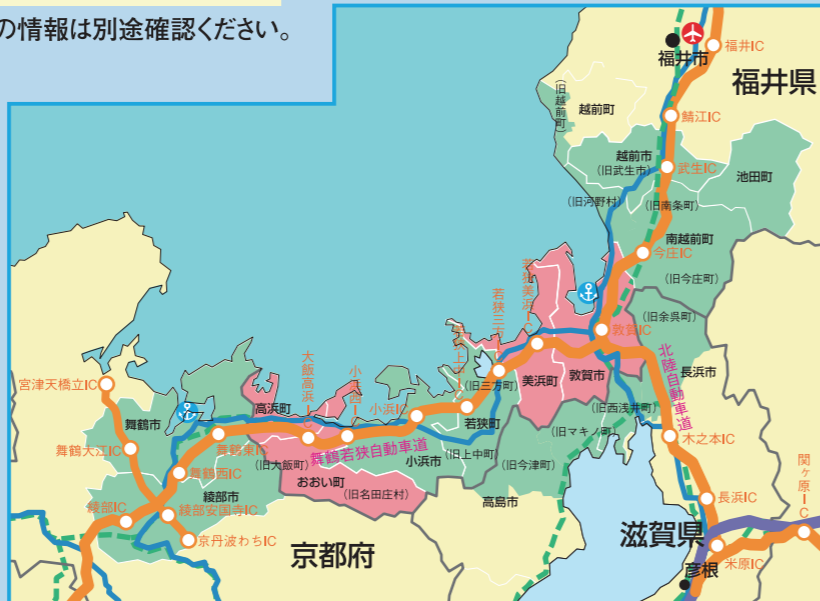 の情報は別途確認ください。
福井市
福井IC
福井県
(旧越前町)
越前町
鯖江IC
越前市
(旧武生市)
武生IC
池田町
(旧河野村)
(旧南条町)
南越前町
今庄IC
(旧今庄町)
若狭美浜IC
若狭三方IC
若狭上中IC
敦賀IC
(旧余呉町)
北陸自動車道
長浜市
大飯高浜IC
小浜西IC
宮津天橋立IC
高浜町
小浜IC
(旧三方町)
美浜町
敦賀市
舞鶴市
若狭町
(旧西浅井町)
舞鶴東IC
舞鶴大江IC
舞鶴若狭自動車道
(旧マキノ町)
木之本IC
(旧大飯町)
小浜市
(旧上中町)
(旧今津町)
舞鶴西IC
おおい町
(旧名田庄村)
高島市
関ヶ原IC
綾部市
長浜IC
綾部安国寺IC
綾部IC
京丹波わちIC
京都府
滋賀県
米原IC
彦根